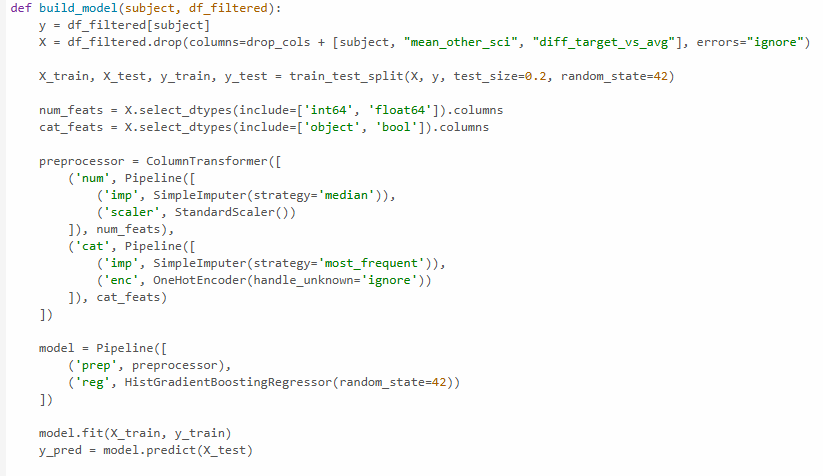 def build_model(subject, df_filtered):
    y = df_filtered[subject]
    X = df_filtered.drop(columns=drop_cols + [subject, "mean_other_sci", "diff_target_vs_avg"], errors="ignore")

    X_train, X_test, y_train, y_test = train_test_split(X, y, test_size=0.2, random_state=42)

    num_feats = X.select_dtypes(include=['int64', 'float64']).columns
    cat_feats = X.select_dtypes(include=['object', 'bool']).columns

    preprocessor = ColumnTransformer([
        ('num', Pipeline([
            ('imp', SimpleImputer(strategy='median')),
            ('scaler', StandardScaler())
        ]), num_feats),
        ('cat', Pipeline([
            ('imp', SimpleImputer(strategy='most_frequent')),
            ('enc', OneHotEncoder(handle_unknown='ignore'))
        ]), cat_feats)
    ])

    model = Pipeline([
        ('prep', preprocessor),
        ('reg', HistGradientBoostingRegressor(random_state=42))
    ])

    model.fit(X_train, y_train)
    y_pred = model.predict(X_test)